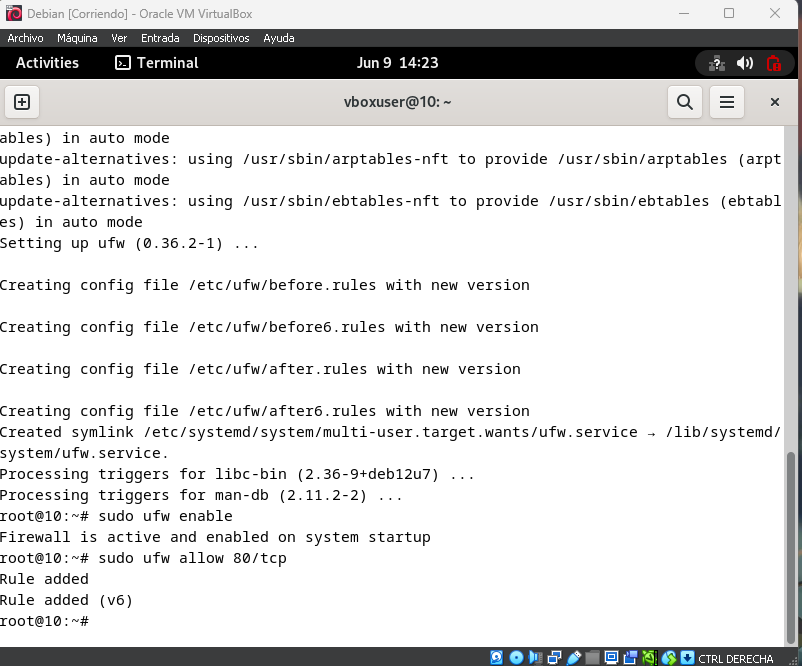 Debian [Corriendo] - Oracle VM VirtualBox
Archivo Máquina Ver Entrada Dispositivos Ayuda
Activities Terminal Jun 9 14:23
vboxuser@10: ~
ables) in auto mode
update-alternatives: using /usr/sbin/arptables-nft to provide /usr/sbin/arptables (arpt
ables) in auto mode
update-alternatives: using /usr/sbin/ebtables-nft to provide /usr/sbin/ebtables (ebtabl
es) in auto mode
Setting up ufw (0.36.2-1) ...
Creating config file /etc/ufw/before.rules with new version
Creating config file /etc/ufw/before6.rules with new version
Creating config file /etc/ufw/after.rules with new version
Creating config file /etc/ufw/after6.rules with new version
Created symlink /etc/systemd/system/multi-user.target.wants/ufw.service → /lib/systemd/
system/ufw.service.
Processing triggers for libc-bin (2.36-9+deb12u7) ...
Processing triggers for man-db (2.11.2-2) ...
root@10:~# sudo ufw enable
Firewall is active and enabled on system startup
root@10:~# sudo ufw allow 80/tcp
Rule added
Rule added (v6)
root@10:~#
CTRL DERECHA